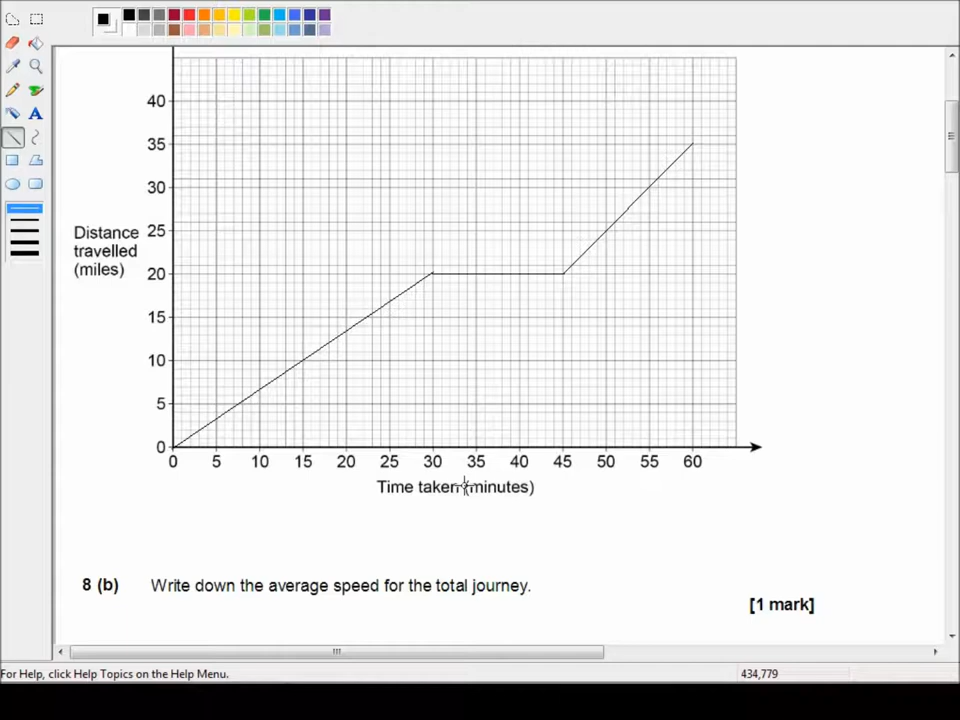 A
40
35
30
Distance
travelled
(miles)
25
20
15
10
5
0
0 5 10 15 20 25 30 35 40 45 50 55 60
Time taken (minutes)
8 (b) Write down the average speed for the total journey.
[1 mark]
For Help, click Help Topics on the Help Menu.
434,779